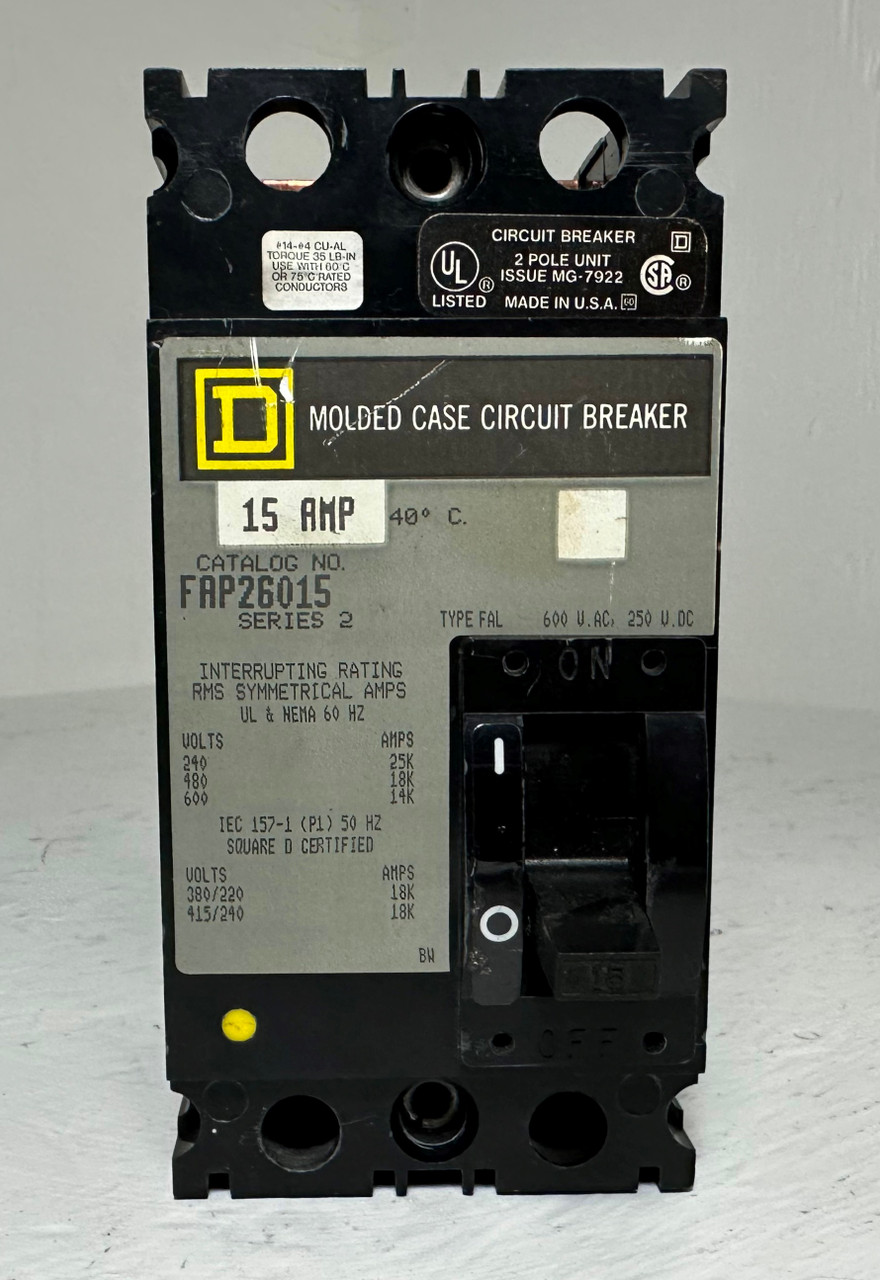 #14-#4 CU-AL
TORQUE 35 LB-IN
USE WITH 60°C
OR 75°C RATED
CONDUCTORS
UL ®
LISTED
CIRCUIT BREAKER
2 POLE UNIT
ISSUE MG-7922
MADE IN U.S.A.
D
SA ®
D MOLDED CASE CIRCUIT BREAKER
15 AMP 40° C.
CATALOG NO.
FAP26015
SERIES 2
TYPE FAL 600 V.AC, 250 V.DC
INTERRUPTING RATING
RMS SYMMETRICAL AMPS
UL & NEMA 60 HZ
VOLTS AMPS
240 25K
480 18K
600 14K
IEC 157-1 (P1) 50 HZ
SQUARE D CERTIFIED
VOLTS AMPS
380/220 18K
415/240 18K
BW
ON
I
O
15
OFF